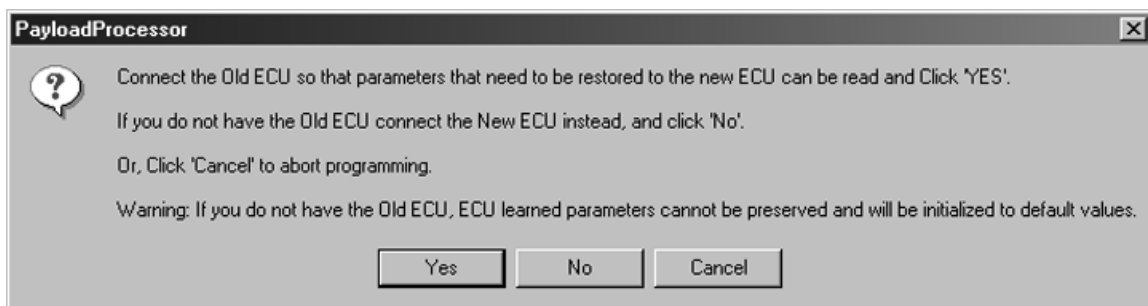 PayloadProcessor
Connect the Old ECU so that parameters that need to be restored to the new ECU can be read and Click 'YES'.
If you do not have the Old ECU connect the New ECU instead, and click 'No'.
Or, Click 'Cancel' to abort programming.
Warning: If you do not have the Old ECU, ECU learned parameters cannot be preserved and will be initialized to default values.
Yes No Cancel